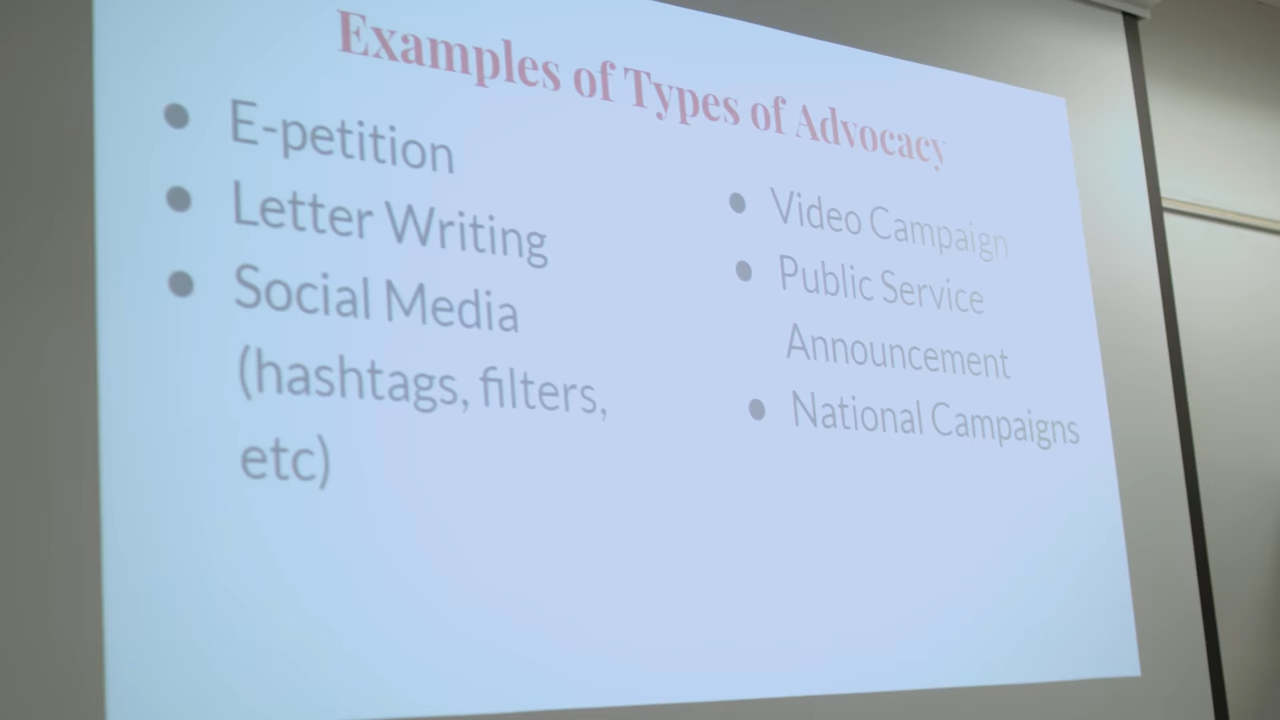 Examples of Types of Advocacy
E-petition
Letter Writing
Social Media
(hashtags, filters,
etc)
Video Campaign
Public Service
Announcement
National Campaigns